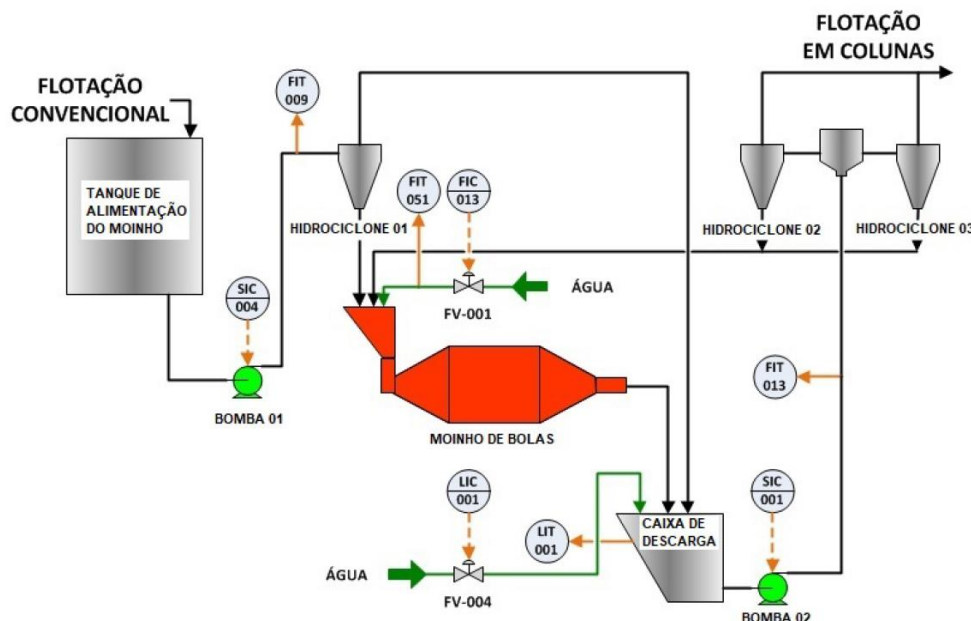 FLOTAÇÃO
EM COLUNAS
FLOTAÇÃO
CONVENCIONAL
FIT
009
TANQUE DE
ALIMENTAÇÃO
DO MOINHO
FIT
051
FIC
013
HIDROCICLONE 01
HIDROCICLONE 02
HIDROCICLONE 03
SIC
004
ÁGUA
FV-001
FIT
013
BOMBA 01
MOINHO DE BOLAS
LIC
001
SIC
001
CAIXA DE
DESCARGA
LIT
001
ÁGUA
FV-004
BOMBA 02